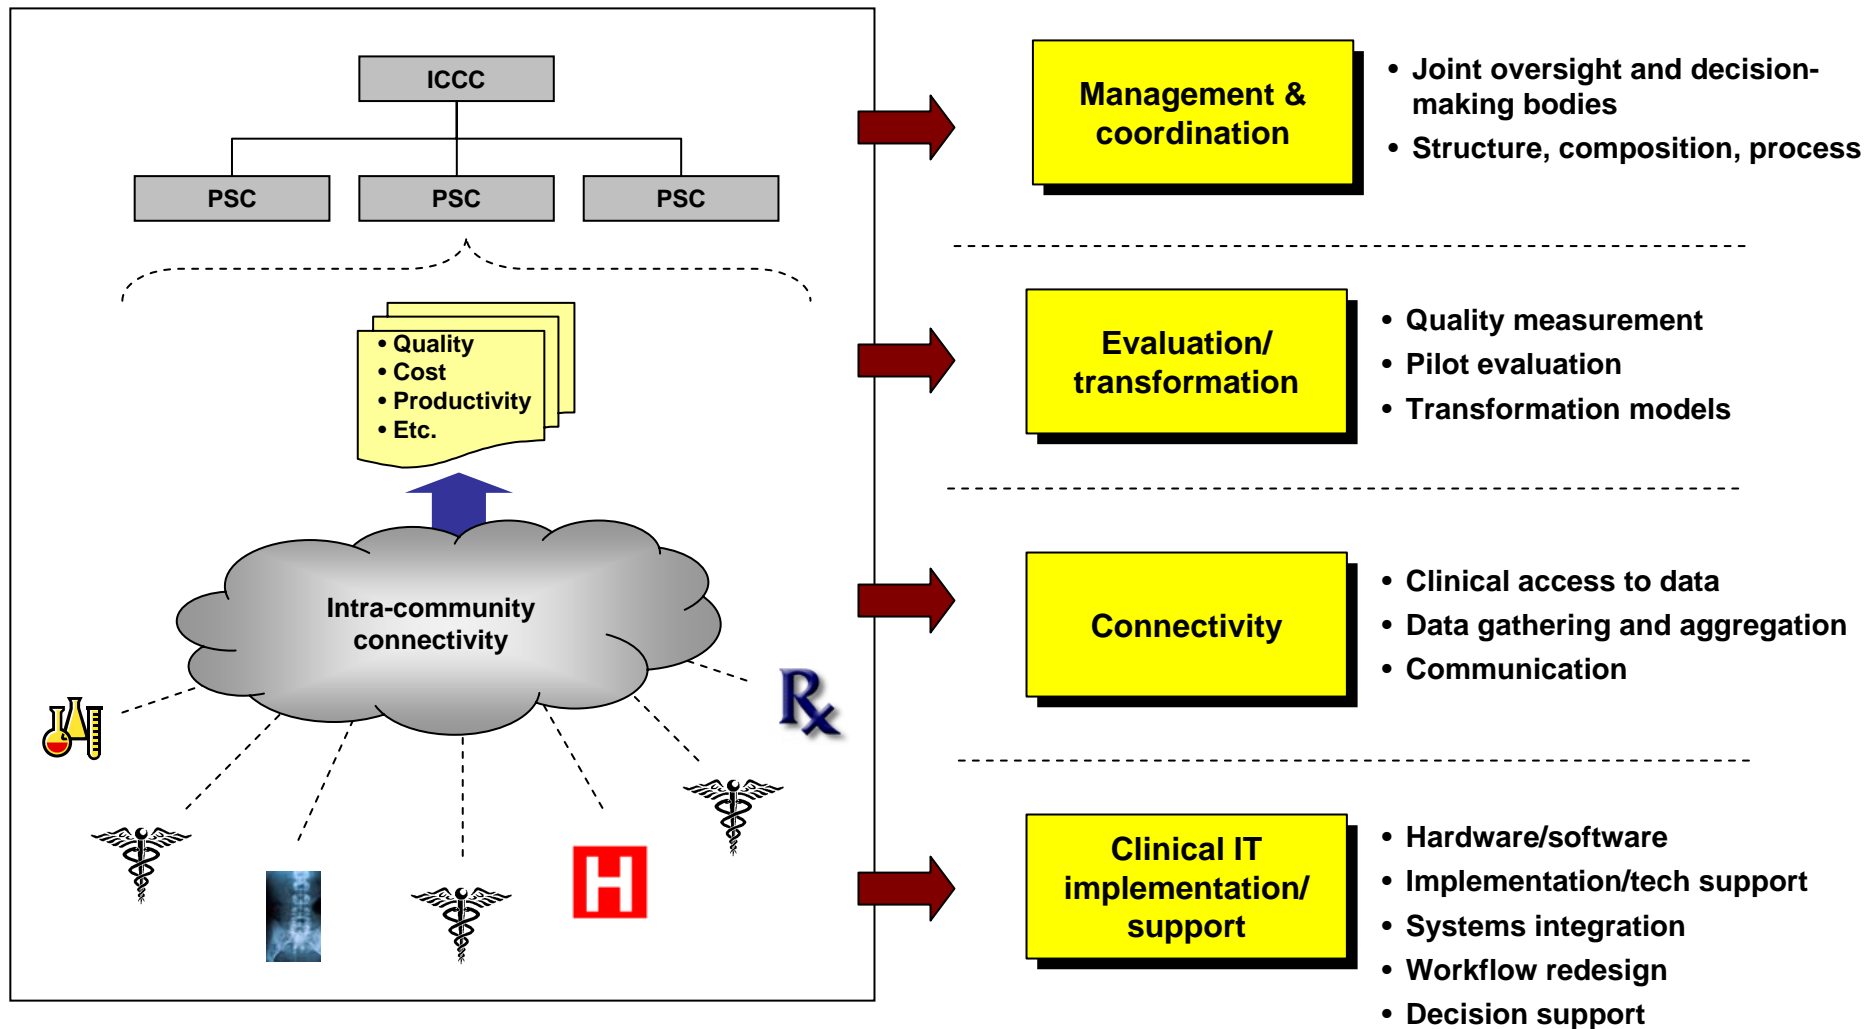 ICCC
PSC
PSC
PSC
• Quality
• Cost
• Productivity
• Etc.
Intra-community
connectivity
Rx
H
Management &
coordination
• Joint oversight and decision-
making bodies
• Structure, composition, process
Evaluation/
transformation
• Quality measurement
• Pilot evaluation
• Transformation models
Connectivity
• Clinical access to data
• Data gathering and aggregation
• Communication
Clinical IT
implementation/
support
• Hardware/software
• Implementation/tech support
• Systems integration
• Workflow redesign
• Decision support